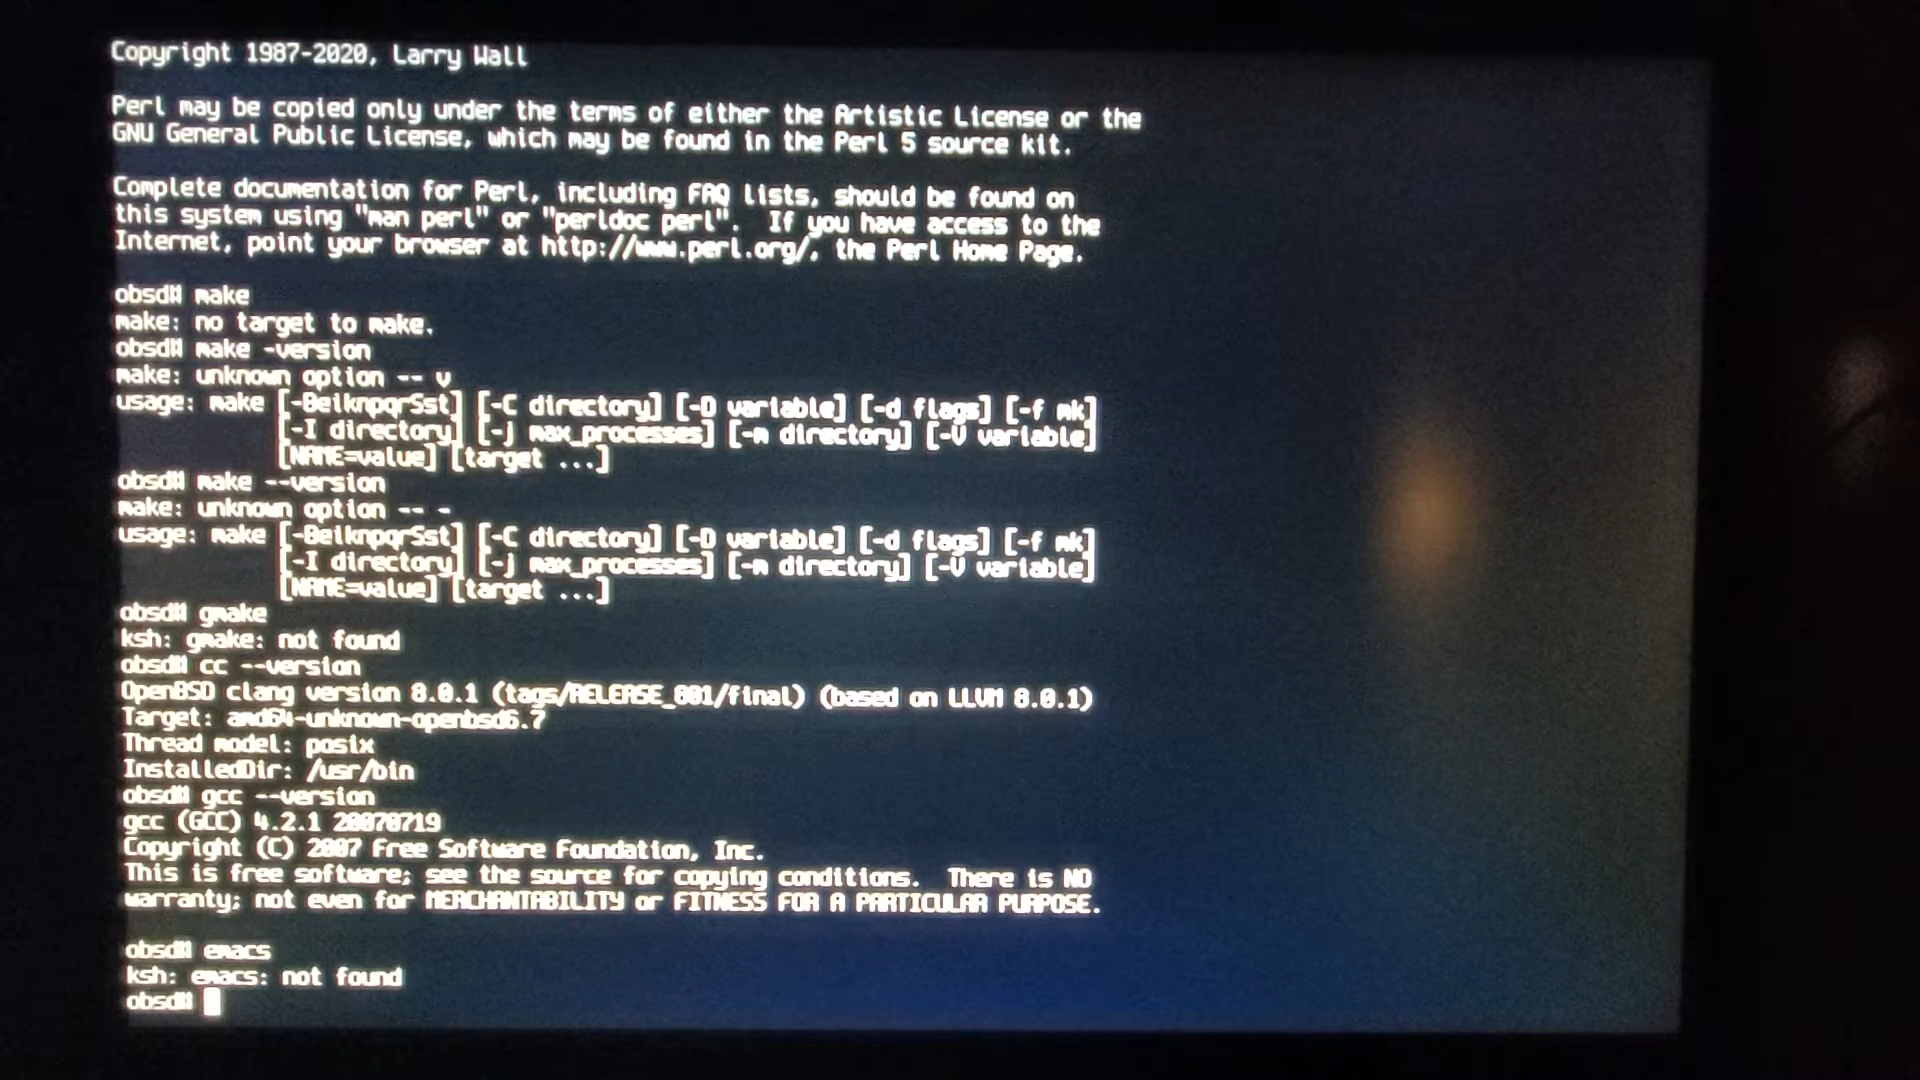 Copyright 1987-2020, Larry Wall
Perl may be copied only under the terms of either the Artistic License or the
GNU General Public License, which may be found in the Perl 5 source kit.
Complete documentation for Perl, including FAQ lists, should be found on
this system using "man perl" or "perldoc perl".  If you have access to the
Internet, point your browser at http://www.perl.org/, the Perl Home Page.
obsd# make
make: no target to make.
obsd# make -version
make: unknown option -- v
usage: make [-BeiknpqrSst] [-C directory] [-D variable] [-d flags] [-f mk]
            [-I directory] [-j max_processes] [-m directory] [-V variable]
            [NAME=value] [target ...]
obsd# make --version
make: unknown option -- -
usage: make [-BeiknpqrSst] [-C directory] [-D variable] [-d flags] [-f mk]
            [-I directory] [-j max_processes] [-m directory] [-V variable]
            [NAME=value] [target ...]
obsd# gmake
ksh: gmake: not found
obsd# cc --version
OpenBSD clang version 8.0.1 (tags/RELEASE_801/final) (based on LLVM 8.0.1)
Target: amd64-unknown-openbsd6.7
Thread model: posix
InstalledDir: /usr/bin
obsd# gcc --version
gcc (GCC) 4.2.1 20070719
Copyright (C) 2007 Free Software Foundation, Inc.
This is free software; see the source for copying conditions.  There is NO
warranty; not even for MERCHANTABILITY or FITNESS FOR A PARTICULAR PURPOSE.
obsd# emacs
ksh: emacs: not found
obsd#